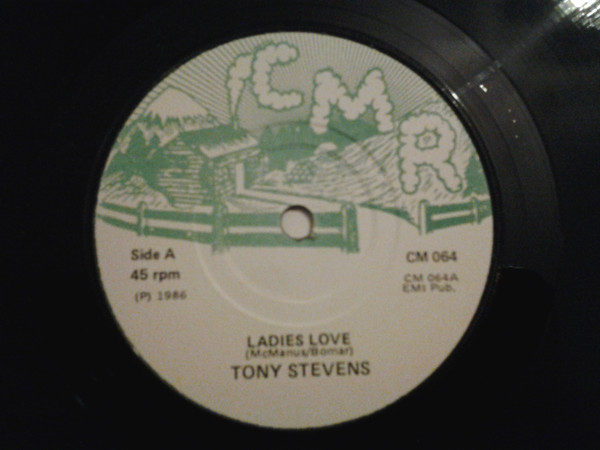 CMR
Side A
45 rpm
(P) 1986
CM 064
CM 064A
EMI Pub.
LADIES LOVE
(McManus/Bomar)
TONY STEVENS